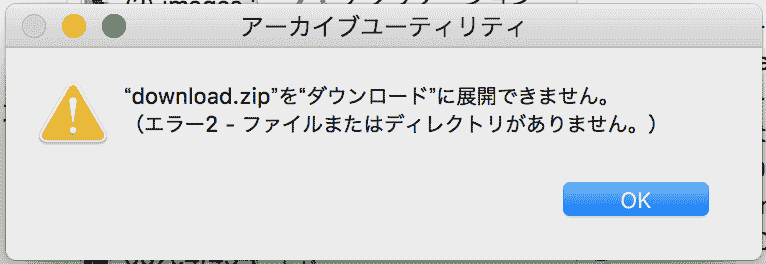 アーカイブユーティリティ
“download.zip”を“ダウンロード”に展開できません。
（エラー2 - ファイルまたはディレクトリがありません。）
OK